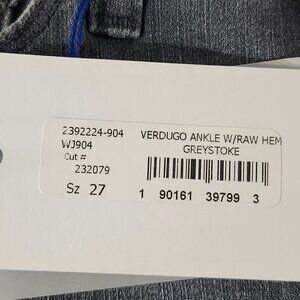 2392224-904
WJ904
Cut #
232079
Sz 27
VERDUGO ANKLE W/RAW HEM
GREYSTOKE
1 90161 39799 3